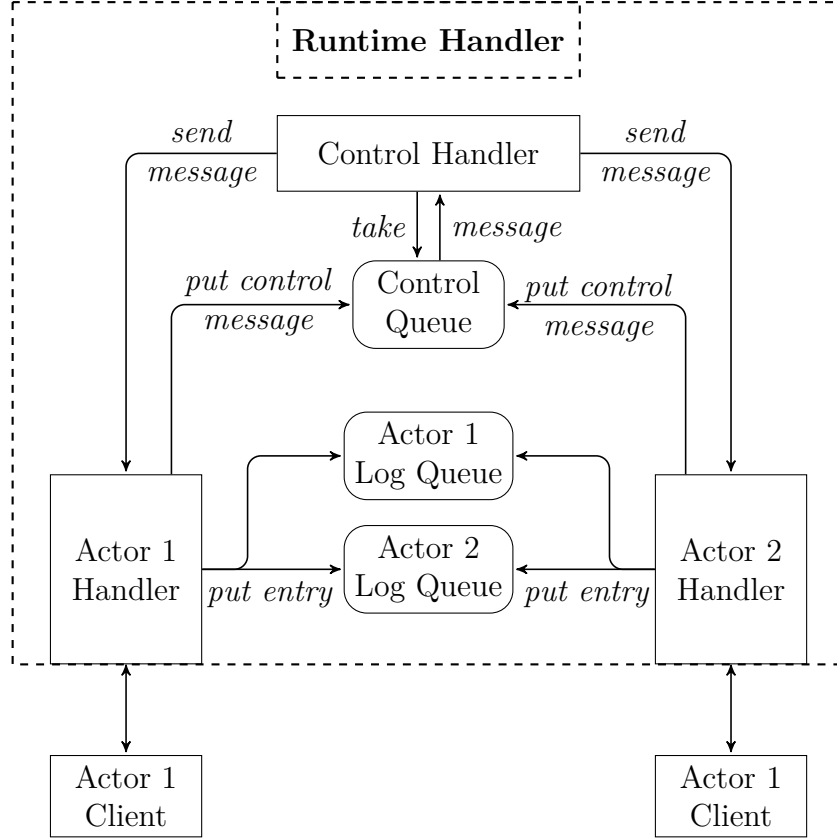 Runtime Handler
send
message
Control Handler
send
message
take
message
put control
message
Control
Queue
put control
message
Actor 1
Log Queue
Actor 1
Handler
put entry
Actor 2
Log Queue
put entry
Actor 2
Handler
Actor 1
Client
Actor 1
Client